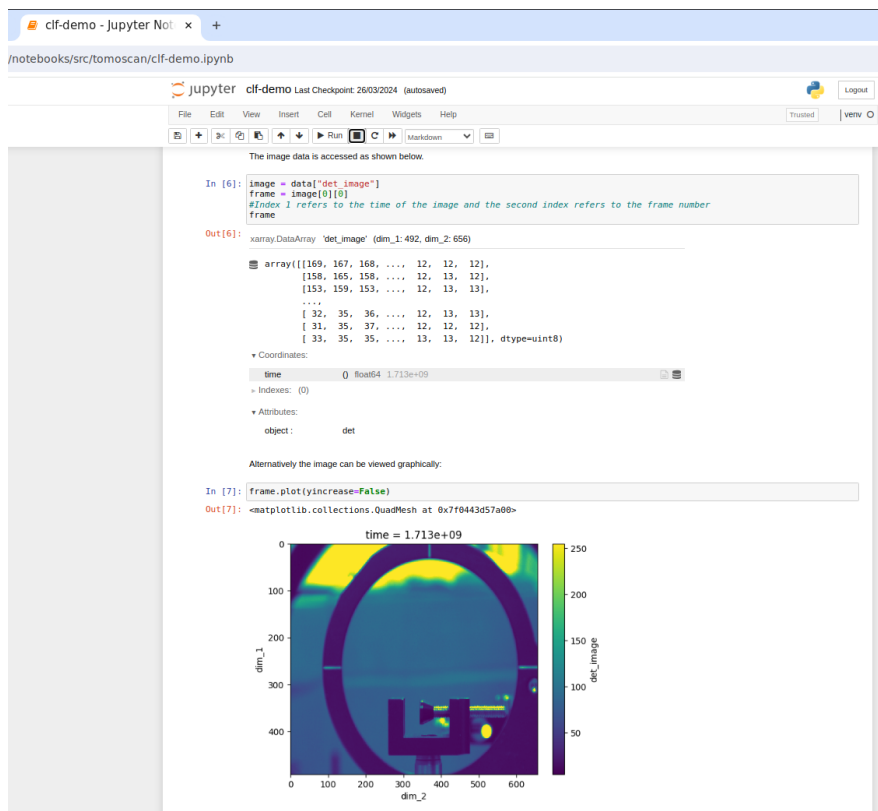 clf-demo - Jupyter Not × +
/notebooks/src/tomoscan/clf-demo.ipynb
jupyter clf-demo Last Checkpoint: 26/03/2024 (autosaved) Logout
File Edit View Insert Cell Kernel Widgets Help Trusted venv
Run Markdown
The image data is accessed as shown below.
In [6]: image = data["det_image"]
frame = image[0][0]
#Index 1 refers to the time of the image and the second index refers to the frame number
frame
Out[6]: xarray.DataArray 'det_image' (dim_1: 492, dim_2: 656)
array([[169, 167, 168, ..., 12, 12, 12],
[158, 165, 158, ..., 12, 13, 12],
[153, 159, 153, ..., 12, 13, 13],
...,
[ 32, 35, 36, ..., 12, 13, 13],
[ 31, 35, 37, ..., 12, 12, 12],
[ 33, 35, 35, ..., 13, 13, 12]], dtype=uint8)
▾ Coordinates:
time () float64 1.713e+09
▹ Indexes: (0)
▾ Attributes:
object : det
Alternatively the image can be viewed graphically:
In [7]: frame.plot(yincrease=False)
Out[7]: <matplotlib.collections.QuadMesh at 0x7f0443d57a00>
time = 1.713e+09
0
100
200
300
400
dim_1
0 100 200 300 400 500 600
dim_2
250
200
150
100
50
det_image